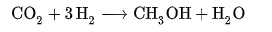 CO₂ + 3 H₂ ⟶ CH₃OH + H₂O